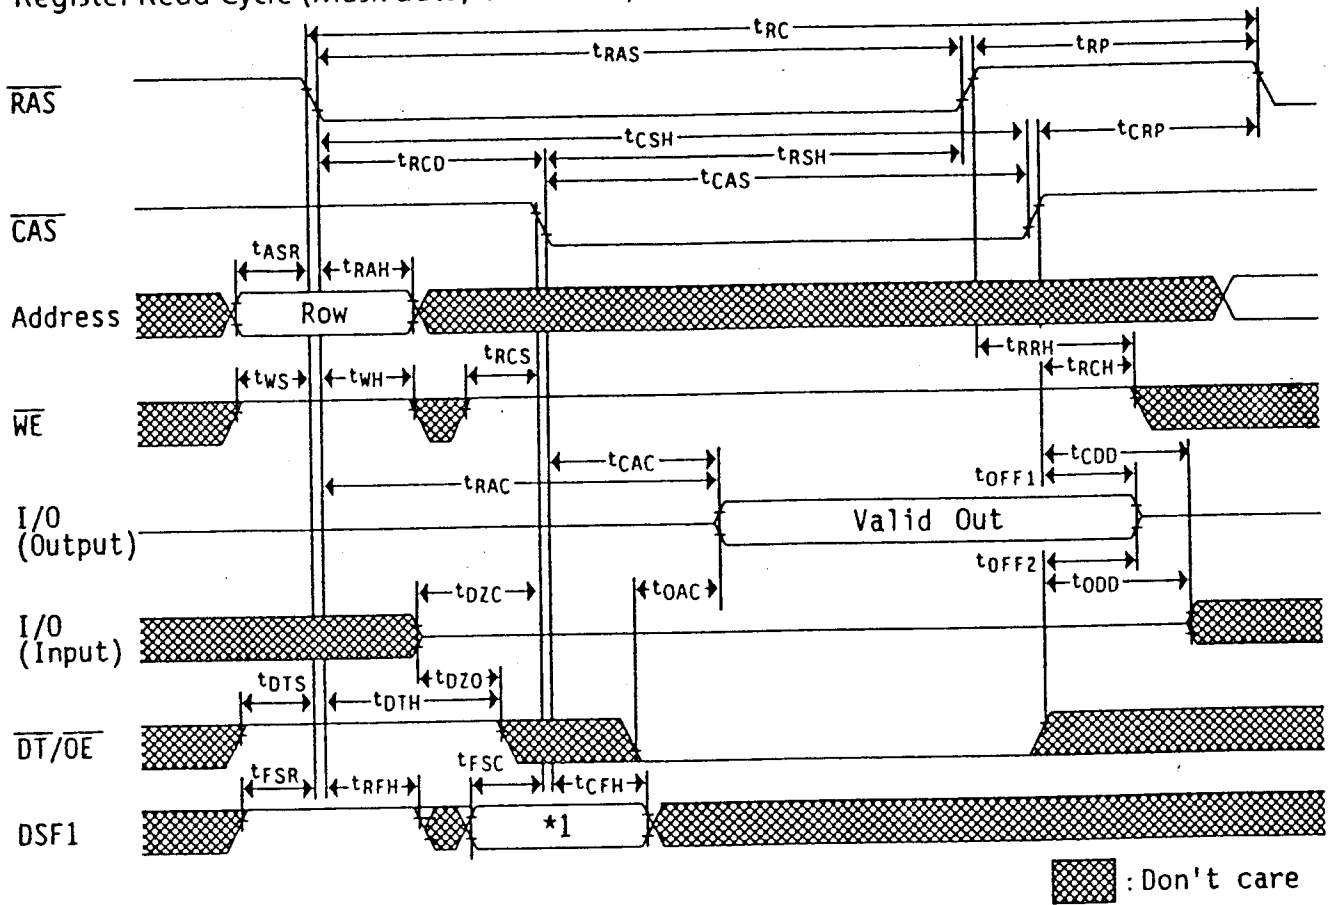 Register Read Cycle (Mask data,
tRC
tRAS
tRP
RAS
tCSH
tCRP
tRCD
tRSH
tCAS
CAS
tASR
tRAH
Address
Row
tRRH
tRCS
tRCH
tWS
tWH
WE
tCAC
tCDD
tRAC
tOFF1
I/O
(Output)
Valid Out
tOFF2
tDZC
tOAC
tODD
I/O
(Input)
tDTS
tDZO
tDTH
DT/OE
tFSR
tRFH
tFSC
tCFH
DSF1
*1
: Don't care